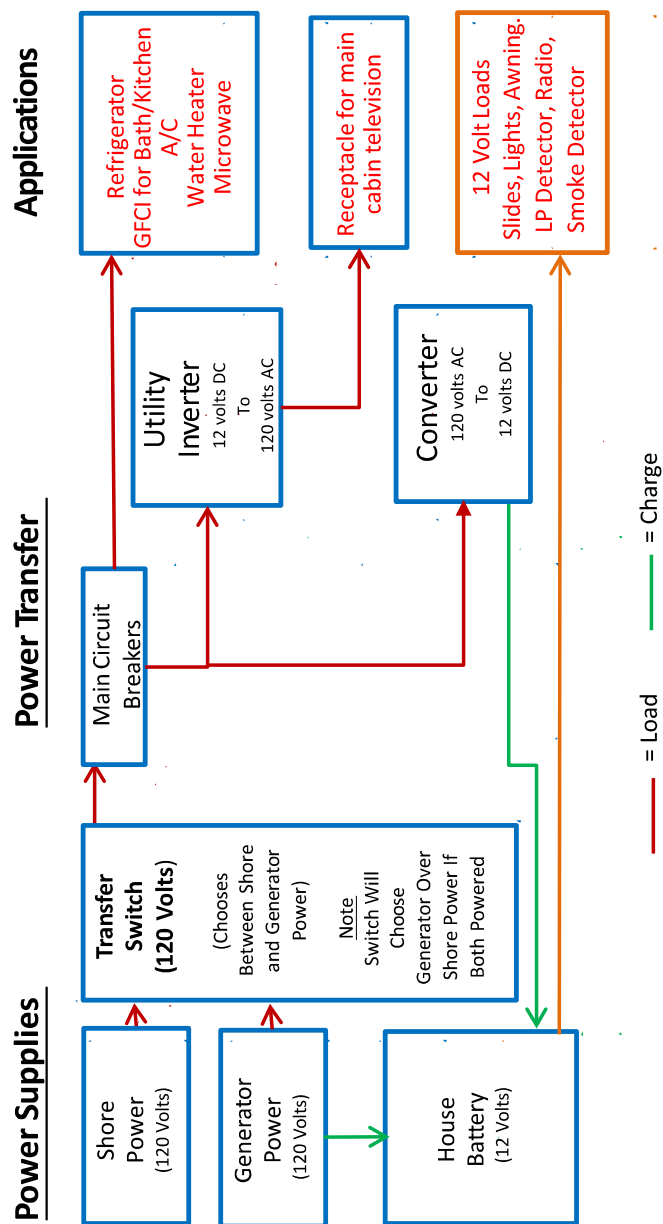 Power Supplies
Power Transfer
Applications
Shore
Power
(120 Volts)
Generator
Power
(120 Volts)
House
Battery
(12 Volts)
Transfer
Switch
(120 Volts)
(Chooses
Between Shore
and Generator
Power)
Note
Switch Will
Choose
Generator Over
Shore Power If
Both Powered
Main Circuit
Breakers
Utility
Inverter
12 volts DC
To
120 volts AC
Converter
120 volts AC
To
12 volts DC
Refrigerator
GFCI for Bath/Kitchen
A/C
Water Heater
Microwave
Receptacle for main
cabin television
12 Volt Loads
Slides, Lights, Awning.
LP Detector, Radio,
Smoke Detector
= Load
= Charge